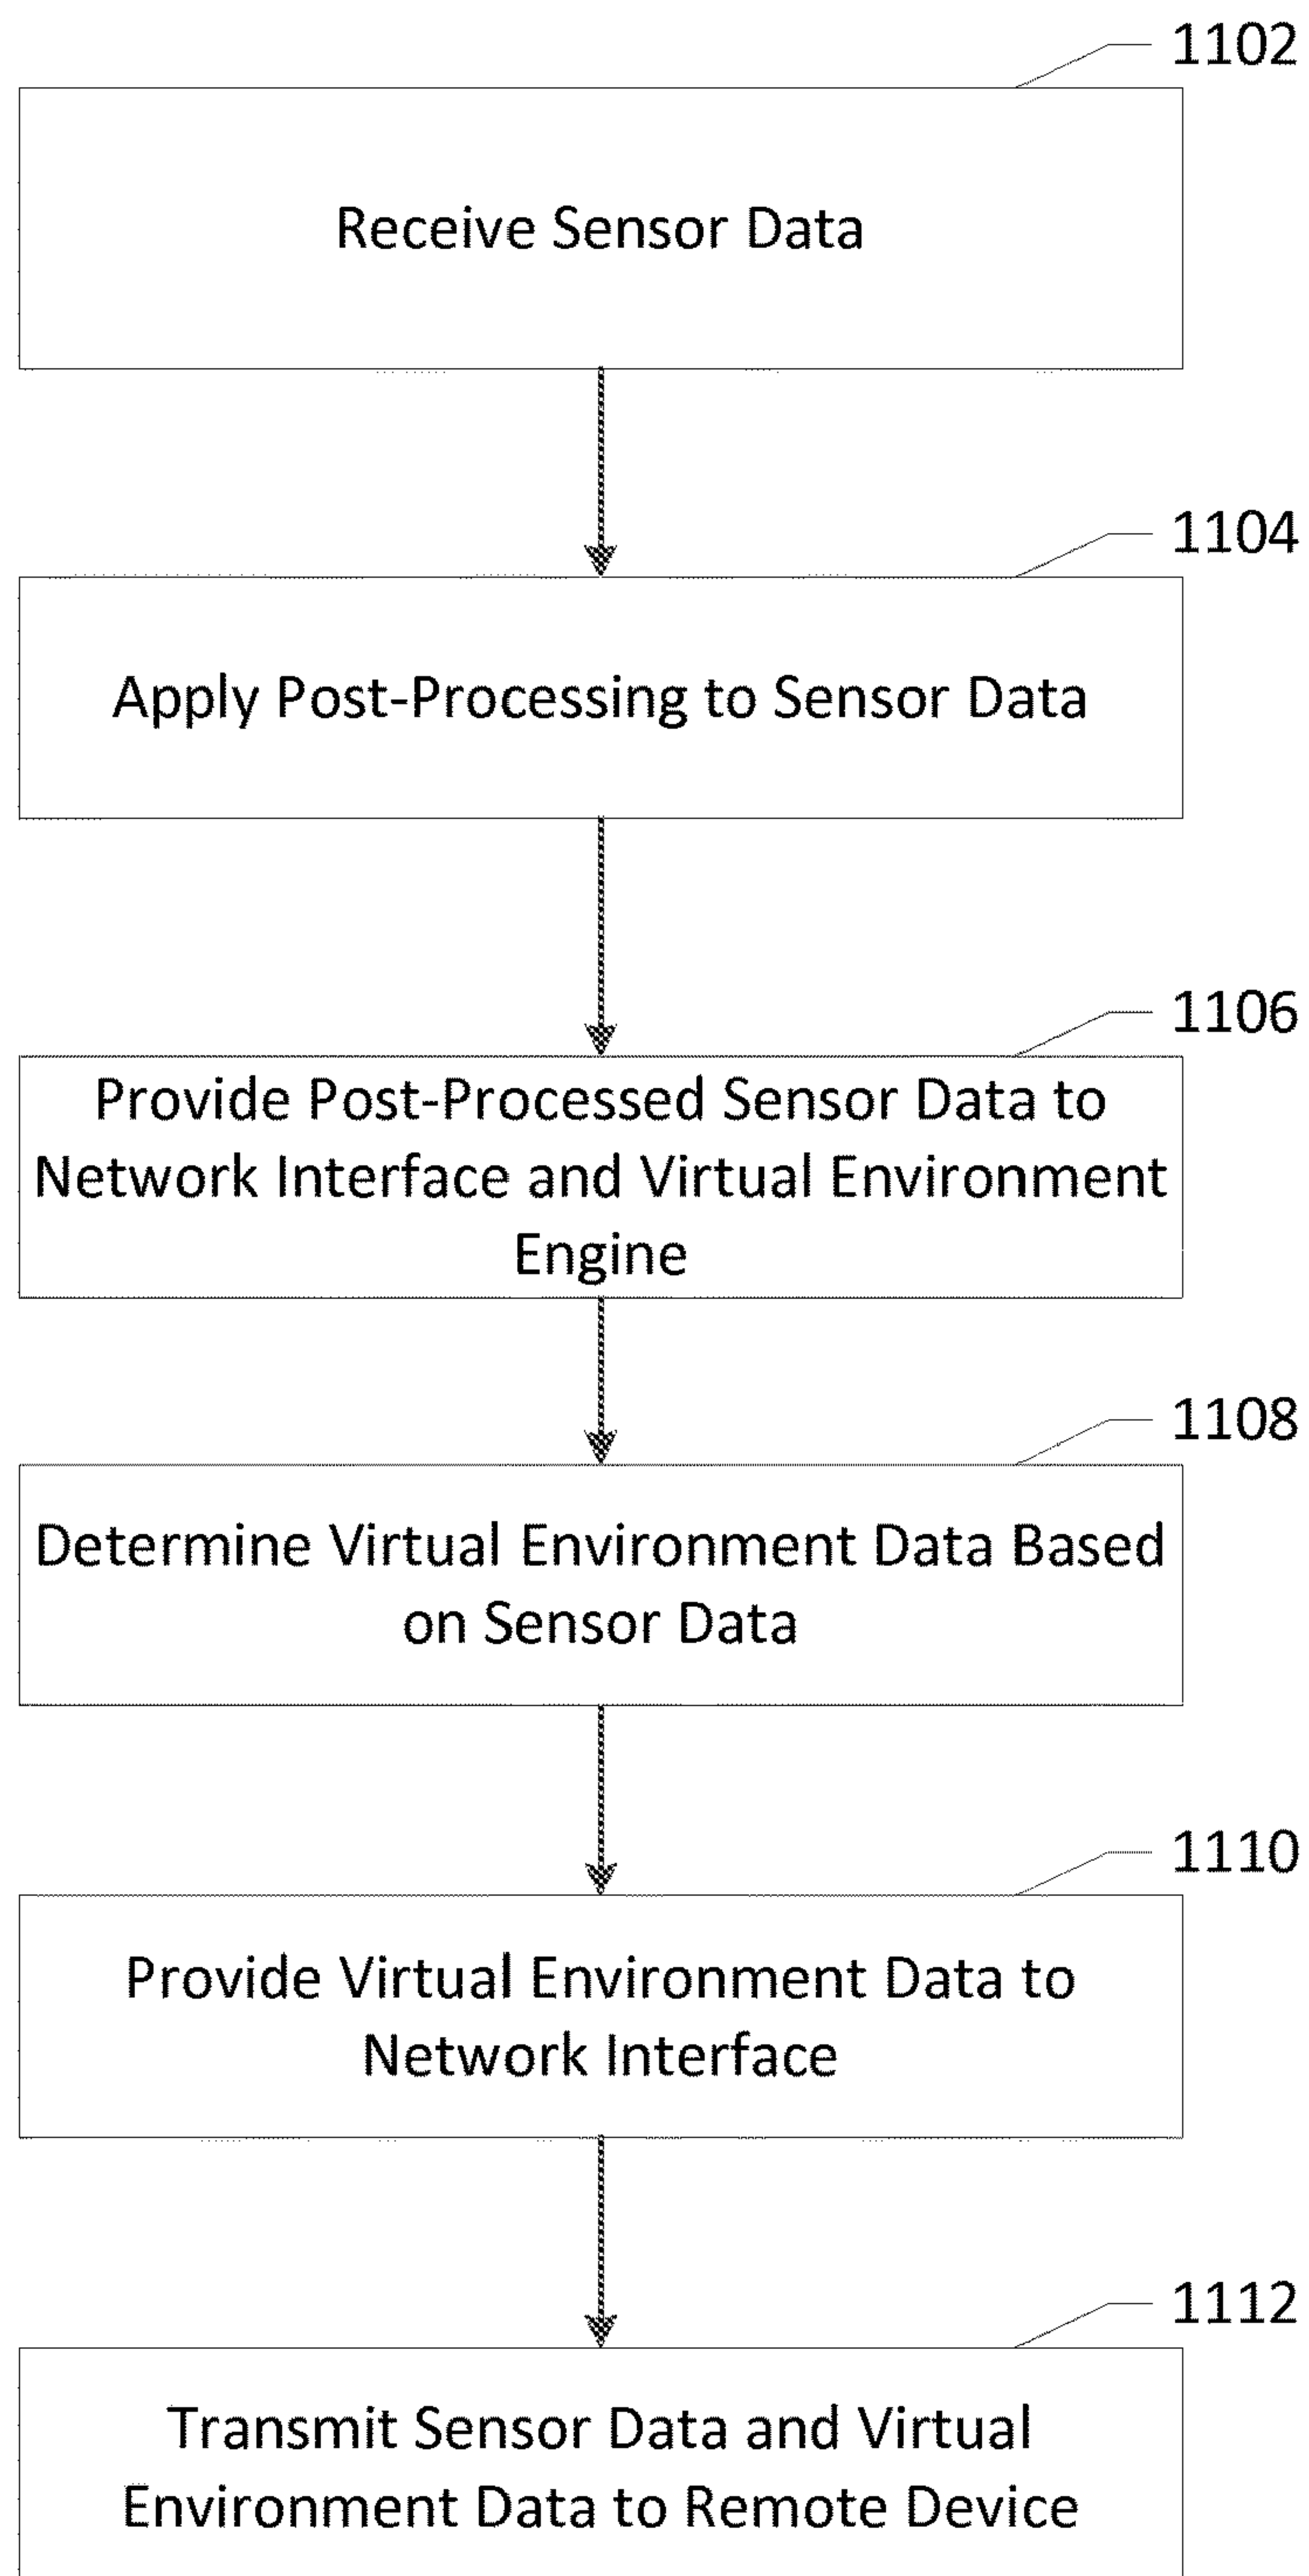 1102
Receive Sensor Data
1104
Apply Post-Processing to Sensor Data
1106
Provide Post-Processed Sensor Data to
Network Interface and Virtual Environment
Engine
1108
Determine Virtual Environment Data Based
on Sensor Data
1110
Provide Virtual Environment Data to
Network Interface
1112
Transmit Sensor Data and Virtual
Environment Data to Remote Device